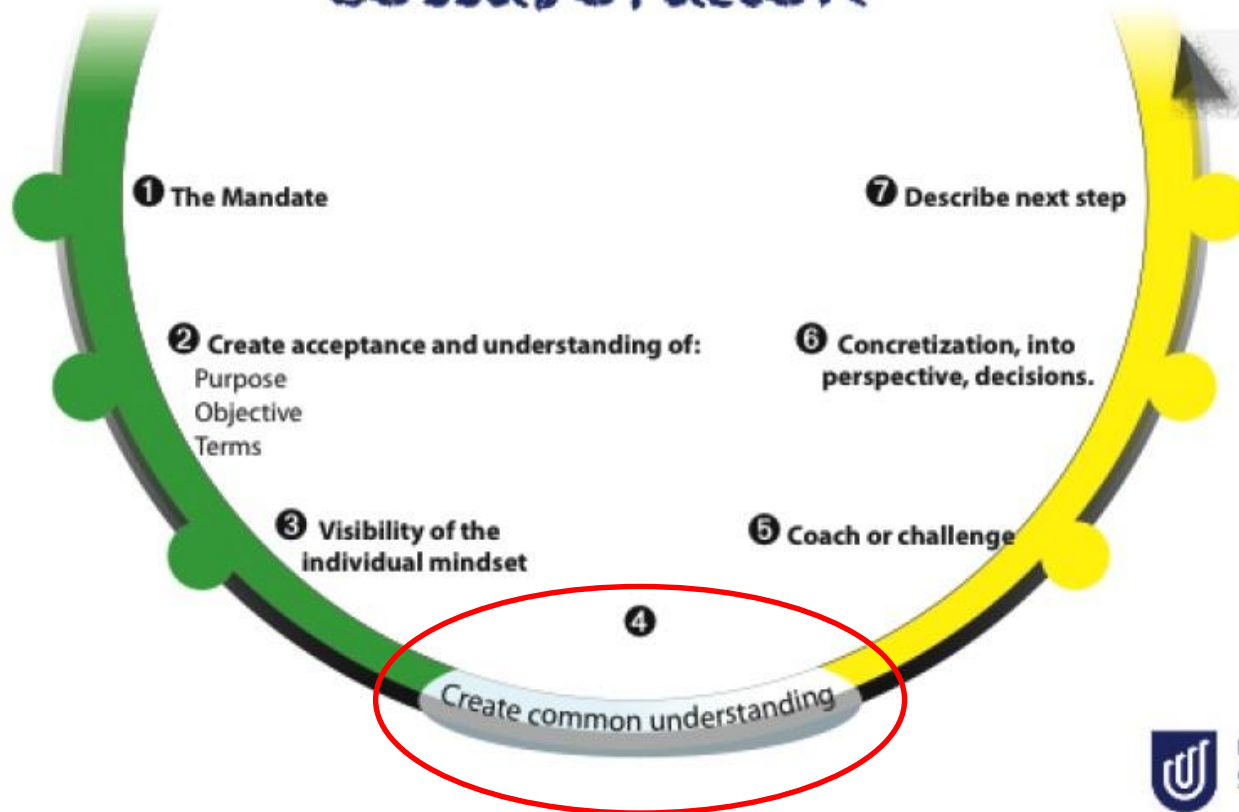 ❶ The Mandate
❷ Create acceptance and understanding of:
Purpose
Objective
Terms
❸ Visibility of the
individual mindset
❹
Create common understanding
❺ Coach or challenge
❻ Concretization, into
perspective, decisions.
❼ Describe next step